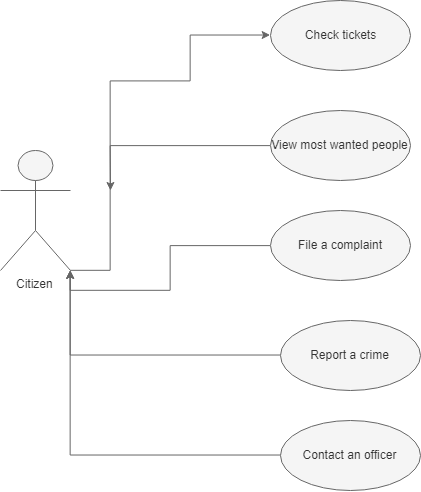 Check tickets
View most wanted people
File a complaint
Citizen
Report a crime
Contact an officer